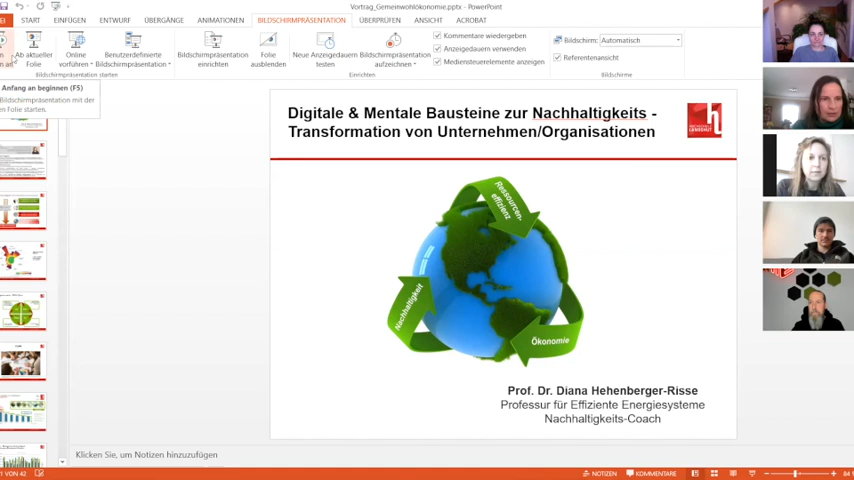 Vortrag_Gemeinwohlökonomie.pptx - PowerPoint
START EINFÜGEN ENTWURF ÜBERGÄNGE ANIMATIONEN BILDSCHIRMPRÄSENTATION ÜBERPRÜFEN ANSICHT ACROBAT
Ab aktueller Folie
Online vorführen
Benutzerdefinierte Bildschirmpräsentation
Bildschirmpräsentation starten
Bildschirmpräsentation einrichten
Folie ausblenden
Neue Anzeigedauern testen
Bildschirmpräsentation aufzeichnen
Kommentare wiedergeben
Anzeigedauern verwenden
Mediensteuerelemente anzeigen
Einrichten
Bildschirm: Automatisch
Referentenansicht
Bildschirme
Anfang an beginnen (F5)
Bildschirmpräsentation mit der
en Folie starten.
Digitale & Mentale Bausteine zur Nachhaltigkeits -
Transformation von Unternehmen/Organisationen
HOCHSCHULE LANDSHUT
Ressourcen-
effizienz
Nachhaltigkeit
Ökonomie
Prof. Dr. Diana Hehenberger-Risse
Professur für Effiziente Energiesysteme
Nachhaltigkeits-Coach
Klicken Sie, um Notizen hinzuzufügen
1 VON 42
NOTIZEN KOMMENTARE
84